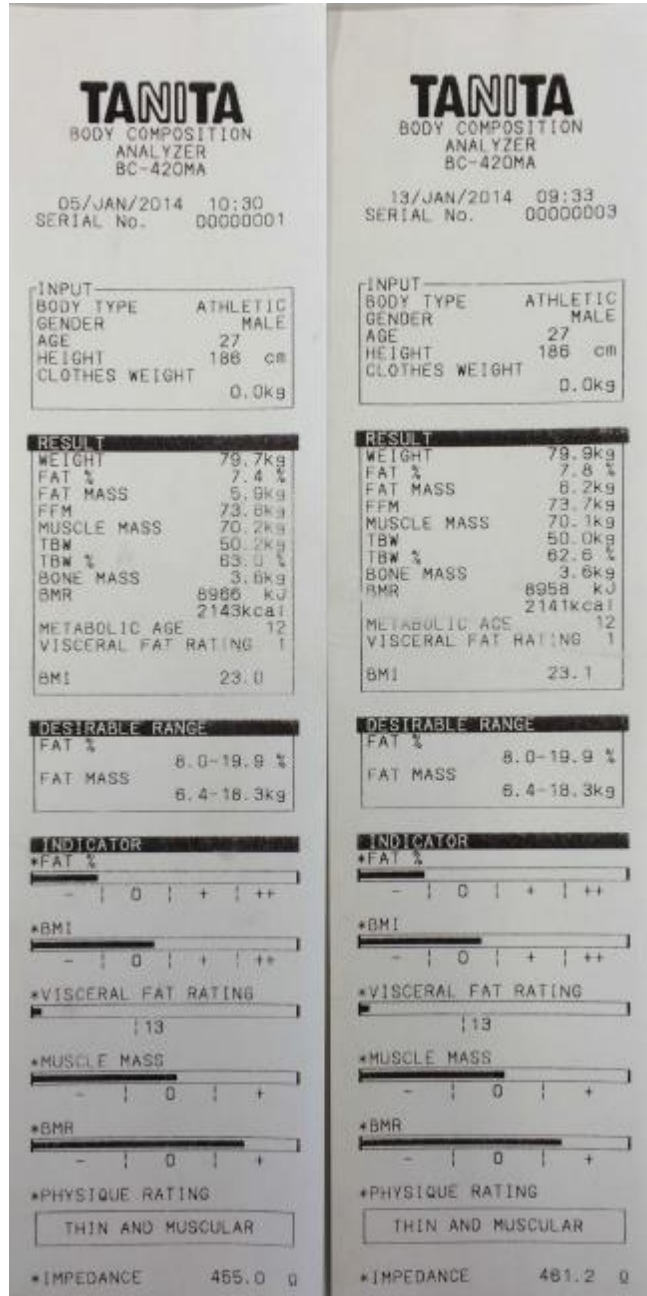 TANITA
BODY COMPOSITION
ANALYZER
BC-420MA
05/JAN/2014 10:30
SERIAL No. 00000001
INPUT
BODY TYPE ATHLETIC
GENDER MALE
AGE 27
HEIGHT 186 cm
CLOTHES WEIGHT
0.0kg
RESULT
WEIGHT 79.7kg
FAT % 7.4 %
FAT MASS 5.9kg
FFM 73.8kg
MUSCLE MASS 70.2kg
TBW 50.2kg
TBW % 63.0 %
BONE MASS 3.6kg
BMR 8966 kJ
2143kcal
METABOLIC AGE 12
VISCERAL FAT RATING 1
BMI 23.0
DESIRABLE RANGE
FAT %
8.0-19.9 %
FAT MASS
6.4-18.3kg
INDICATOR
*FAT %
- | 0 | + | ++
*BMI
- | 0 | + | ++
*VISCERAL FAT RATING
|13
*MUSCLE MASS
- | 0 | +
*BMR
- | 0 | +
*PHYSIQUE RATING
THIN AND MUSCULAR
*IMPEDANCE 455.0 Ω
TANITA
BODY COMPOSITION
ANALYZER
BC-420MA
13/JAN/2014 09:33
SERIAL No. 00000003
INPUT
BODY TYPE ATHLETIC
GENDER MALE
AGE 27
HEIGHT 186 cm
CLOTHES WEIGHT
0.0kg
RESULT
WEIGHT 79.9kg
FAT % 7.8 %
FAT MASS 6.2kg
FFM 73.7kg
MUSCLE MASS 70.1kg
TBW 50.0kg
TBW % 62.6 %
BONE MASS 3.6kg
BMR 8958 kJ
2141kcal
METABOLIC AGE 12
VISCERAL FAT RATING 1
BMI 23.1
DESIRABLE RANGE
FAT %
8.0-19.9 %
FAT MASS
6.4-18.3kg
INDICATOR
*FAT %
- | 0 | + | ++
*BMI
- | 0 | + | ++
*VISCERAL FAT RATING
|13
*MUSCLE MASS
- | 0 | +
*BMR
- | 0 | +
*PHYSIQUE RATING
THIN AND MUSCULAR
*IMPEDANCE 461.2 Ω